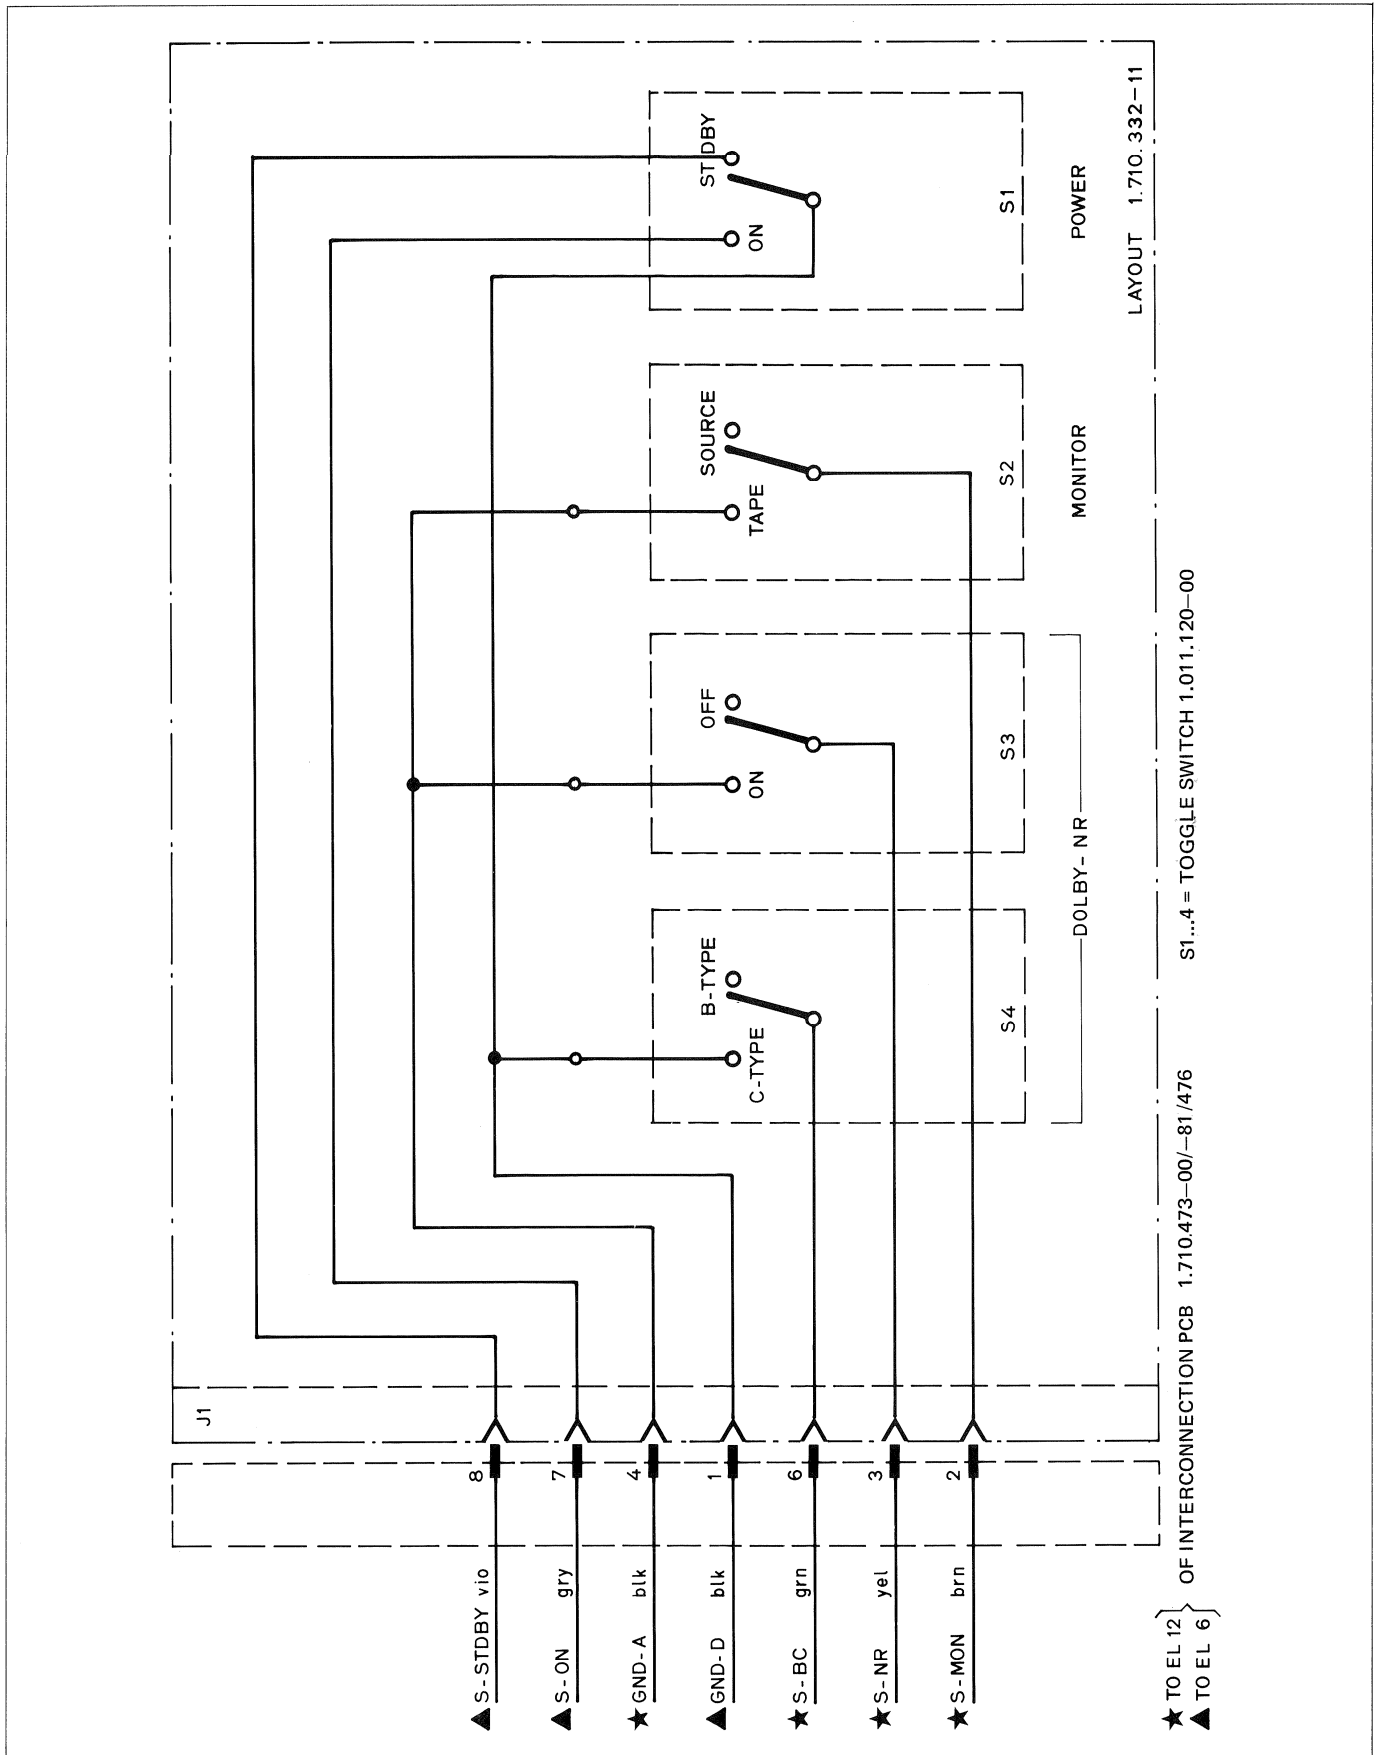 J1
8
7
4
1
6
3
2
▲ S-STDBY vio
▲ S-ON gry
★ GND-A blk
▲ GND-D blk
★ S-BC grn
★ S-NR yel
★ S-MON brn
C-TYPE
B-TYPE
S4
ON
OFF
S3
DOLBY-NR
TAPE
SOURCE
S2
MONITOR
ON
ST DBY
S1
POWER
LAYOUT 1.710.332-11
★ TO EL 12
▲ TO EL 6
} OF INTERCONNECTION PCB 1.710.473-00/-81/476
S1...4 = TOGGLE SWITCH 1.011.120-00